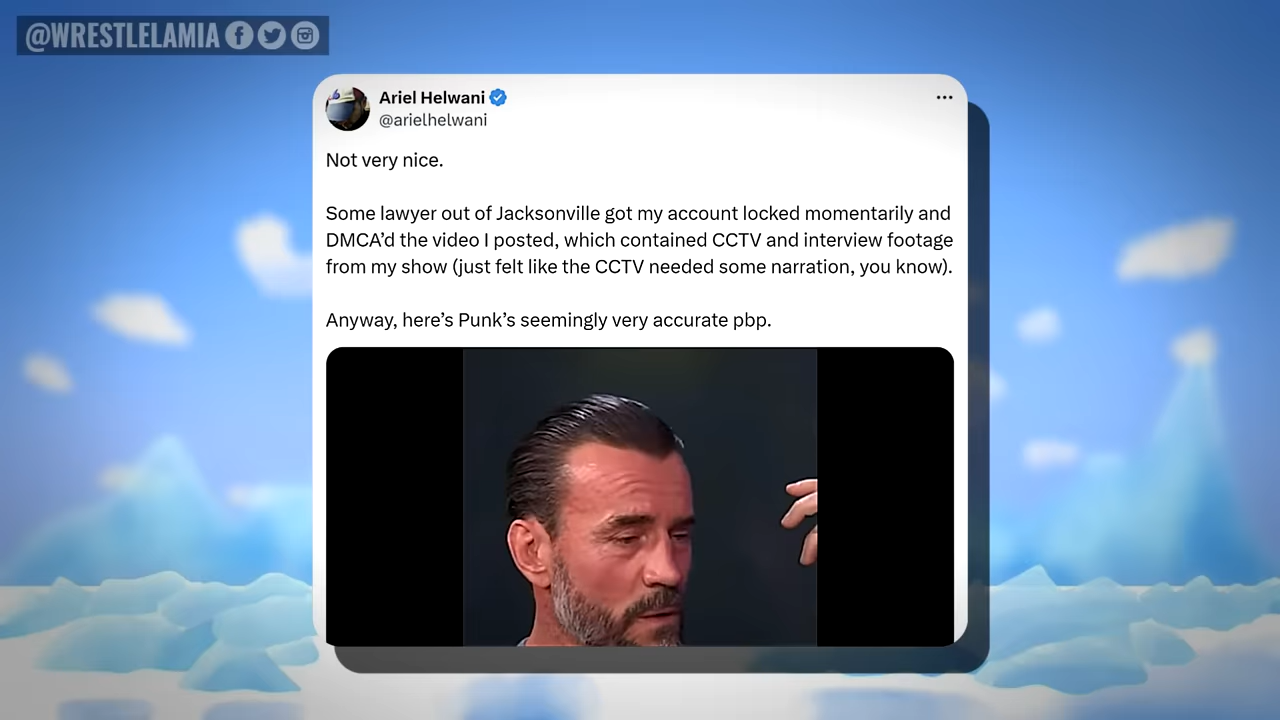 @WRESTLELAMIA
Ariel Helwani
@arielhelwani
Not very nice.
Some lawyer out of Jacksonville got my account locked momentarily and
DMCA’d the video I posted, which contained CCTV and interview footage
from my show (just felt like the CCTV needed some narration, you know).
Anyway, here’s Punk’s seemingly very accurate pbp.